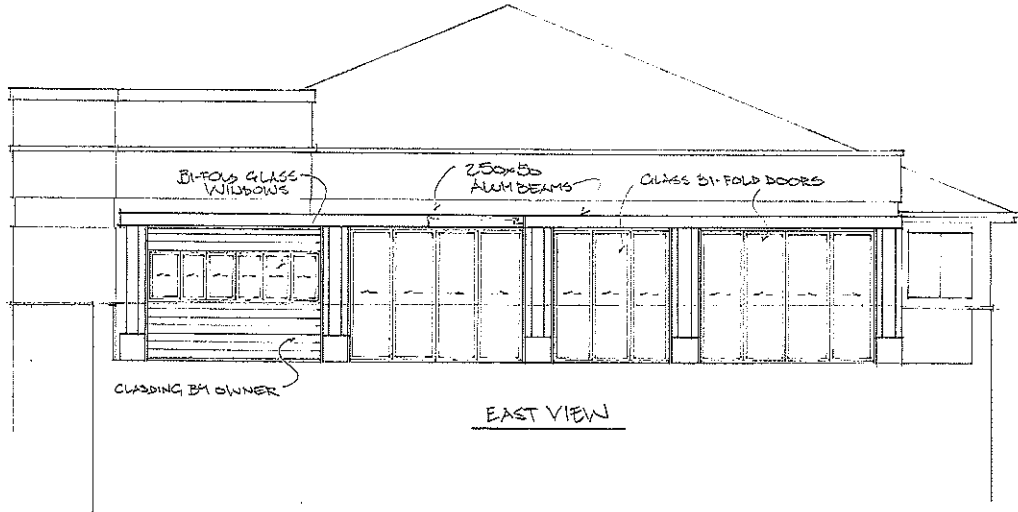 BI-FOLD GLASS
WINDOWS
250x50
ALUM BEAMS
GLASS BI-FOLD DOORS
CLADDING BY OWNER
EAST VIEW